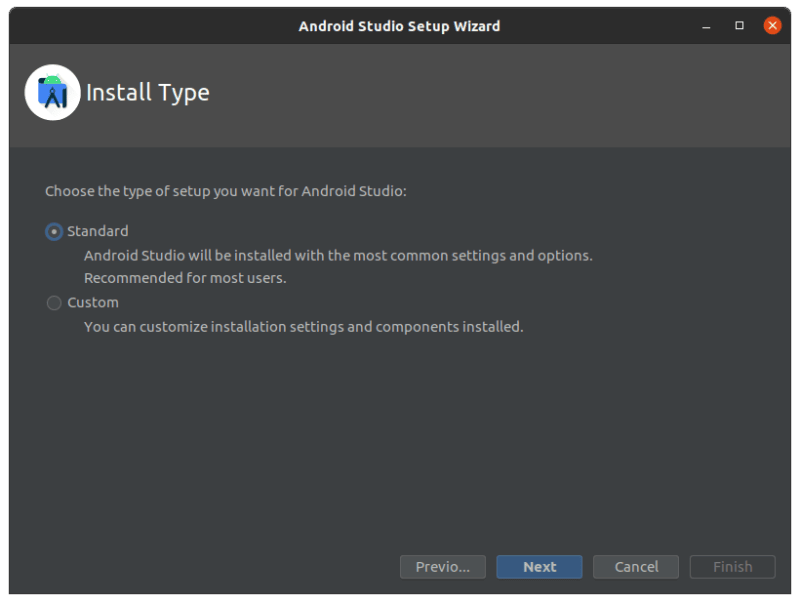 Android Studio Setup Wizard
Install Type
Choose the type of setup you want for Android Studio:
Standard
Android Studio will be installed with the most common settings and options.
Recommended for most users.
Custom
You can customize installation settings and components installed.
Previo... Next Cancel Finish